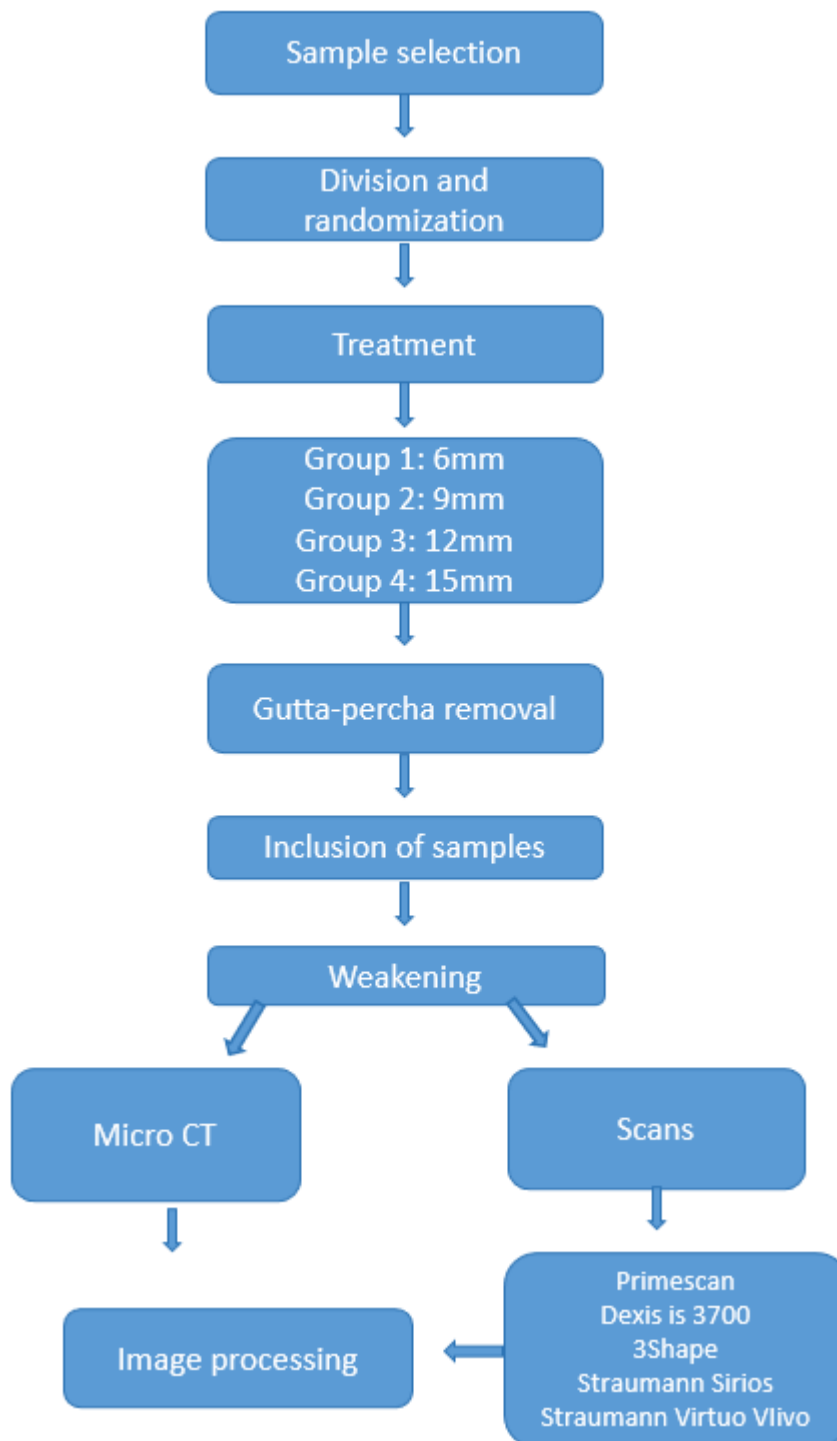 Sample selection
Division and
randomization
Treatment
Group 1: 6mm
Group 2: 9mm
Group 3: 12mm
Group 4: 15mm
Gutta-percha removal
Inclusion of samples
Weakening
Micro CT
Scans
Primescan
Dexis is 3700
3Shape
Straumann Sirios
Straumann Virtuo Vlivo
Image processing